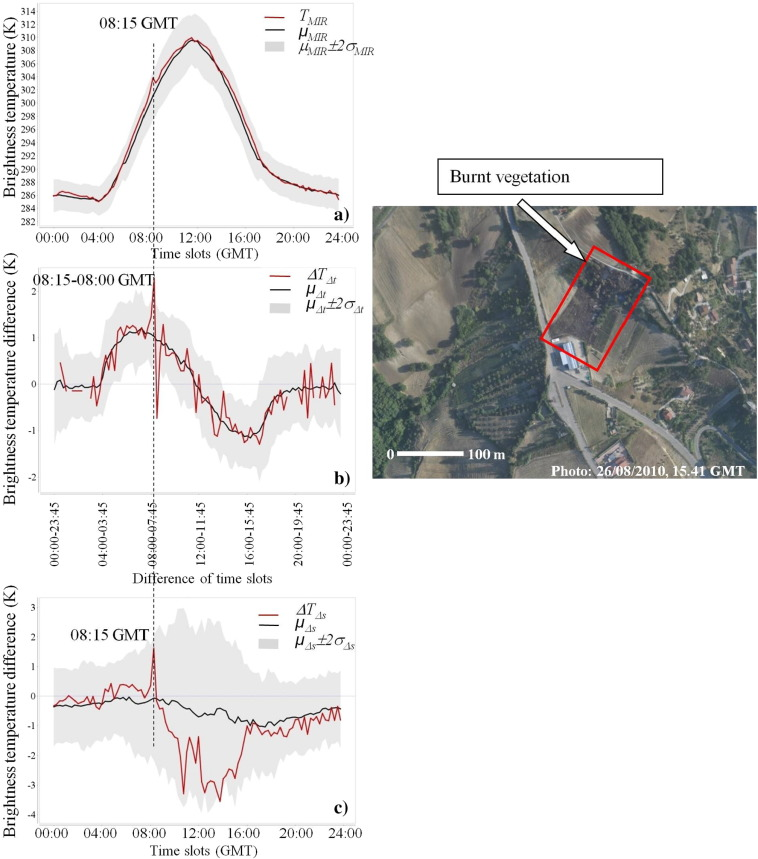 Brightness temperature (K)
314
312
310
308
306
304
302
300
298
296
294
292
290
288
286
284
282
08:15 GMT
T_MIR
μ_MIR
μ_MIR±2σ_MIR
a)
00:00 04:00 08:00 12:00 16:00 20:00 24:00
Time slots (GMT)
Brightness temperature difference (K)
2
1
0
-1
-2
08:15-08:00 GMT
ΔT_Δt
μ_Δt
μ_Δt±2σ_Δt
b)
00:00-23:45
04:00-03:45
08:00-07:45
12:00-11:45
16:00-15:45
20:00-19:45
00:00-23:45
Difference of time slots
Brightness temperature difference (K)
3
2
1
0
-1
-2
-3
-4
08:15 GMT
ΔT_Δs
μ_Δs
μ_Δs±2σ_Δs
c)
00:00 04:00 08:00 12:00 16:00 20:00 24:00
Time slots (GMT)
Burnt vegetation
0 100 m
Photo: 26/08/2010, 15.41 GMT